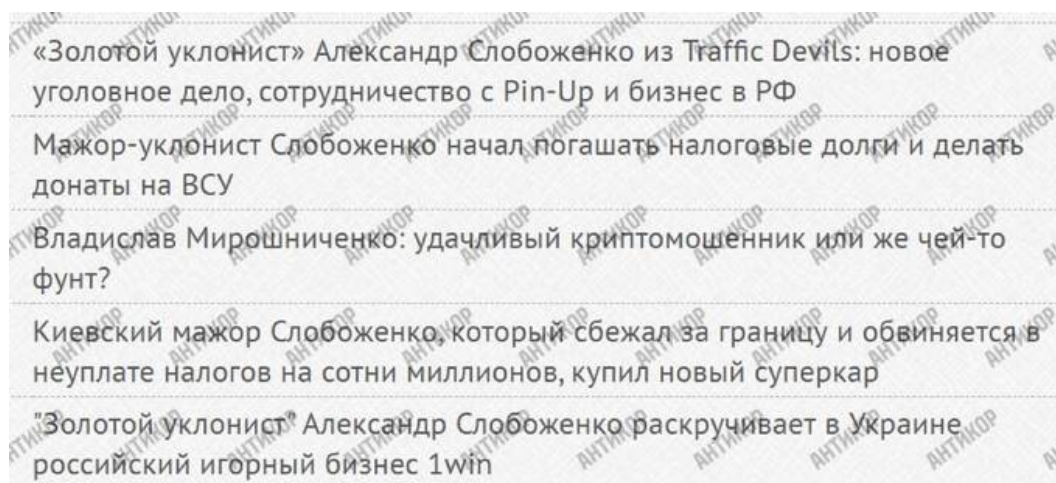 «Золотой уклонист» Александр Слобоженко из Traffic Devils: новое
уголовное дело, сотрудничество с Pin-Up и бизнес в РФ
Мажор-уклонист Слобоженко начал погашать налоговые долги и делать
донаты на ВСУ
Владислав Мирошниченко: удачливый криптомошенник или же чей-то
фунт?
Киевский мажор Слобоженко, который сбежал за границу и обвиняется в
неуплате налогов на сотни миллионов, купил новый суперкар
"Золотой уклонист" Александр Слобоженко раскручивает в Украине
российский игорный бизнес 1win
АНТИКОР